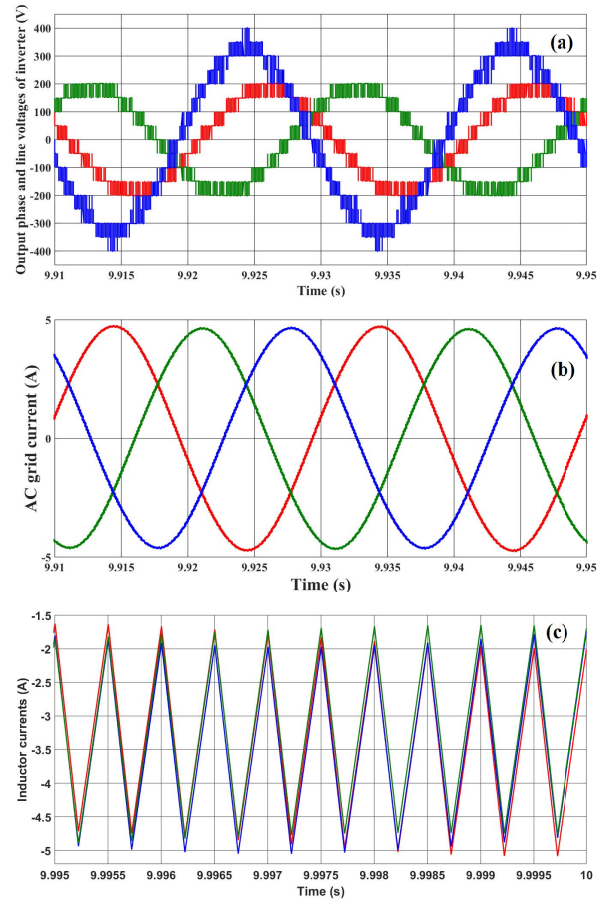 Output phase and line voltages of inverter (V)
(a)
400
300
200
100
0
-100
-200
-300
-400
9.91 9.915 9.92 9.925 9.93 9.935 9.94 9.945 9.95
Time (s)
AC grid current (A)
(b)
5
0
-5
9.91 9.915 9.92 9.925 9.93 9.935 9.94 9.945 9.95
Time (s)
Inductor currents (A)
(c)
-1.5
-2
-2.5
-3
-3.5
-4
-4.5
-5
9.995 9.9955 9.996 9.9965 9.997 9.9975 9.998 9.9985 9.999 9.9995 10
Time (s)